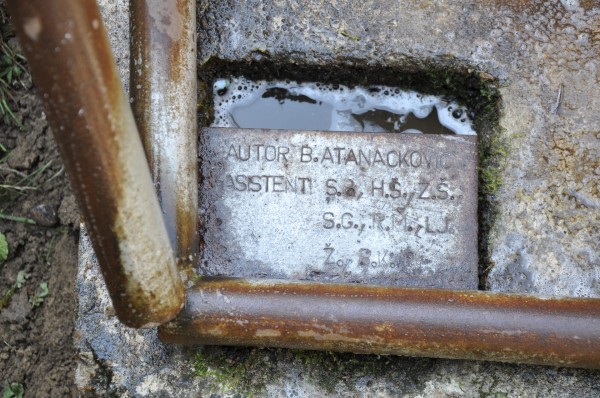 AUTOR B. ATANACKOVIĆ
ASISTENTI S.B., H.S., Z.S.,
S.G., R.M., L.J.
Ž.